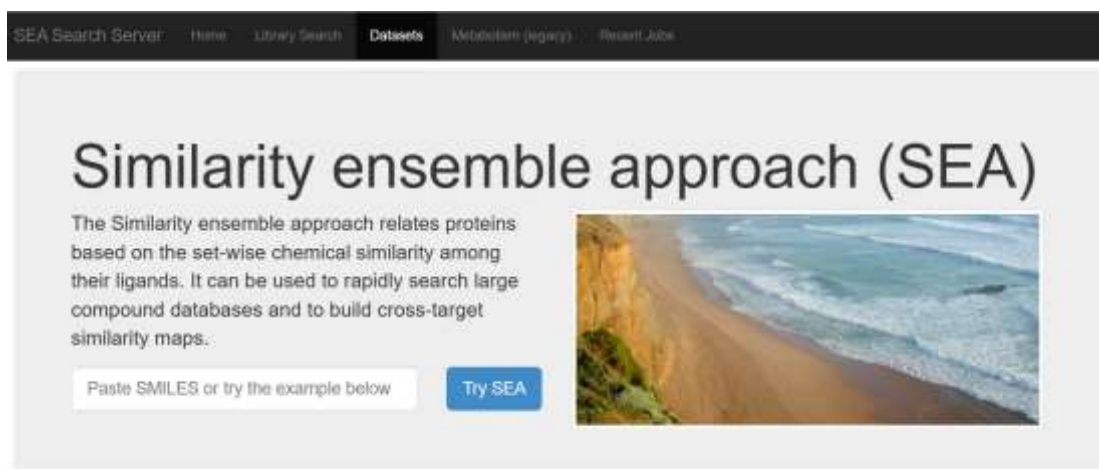 SEA Search Server Home Library Search Datasets Metabolism (legacy) Recent Jobs
Similarity ensemble approach (SEA)
The Similarity ensemble approach relates proteins
based on the set-wise chemical similarity among
their ligands. It can be used to rapidly search large
compound databases and to build cross-target
similarity maps.
Paste SMILES or try the example below Try SEA